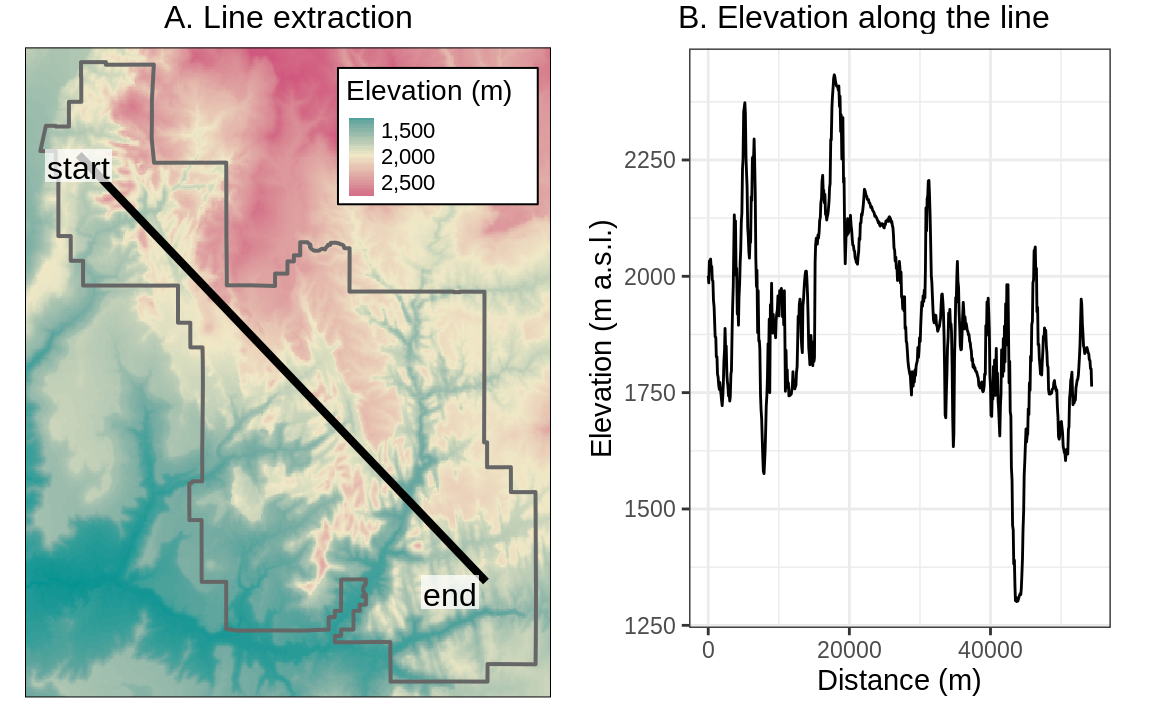 A. Line extraction
Elevation (m)
1,500
2,000
2,500
start
end
B. Elevation along the line
Elevation (m a.s.l.)
2250
2000
1750
1500
1250
0
20000
40000
Distance (m)